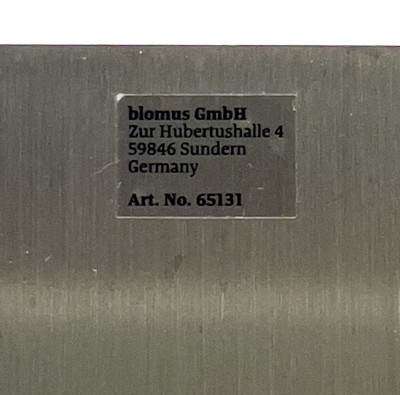 blomus GmbH
Zur Hubertushalle 4
59846 Sundern
Germany
Art. No. 65131